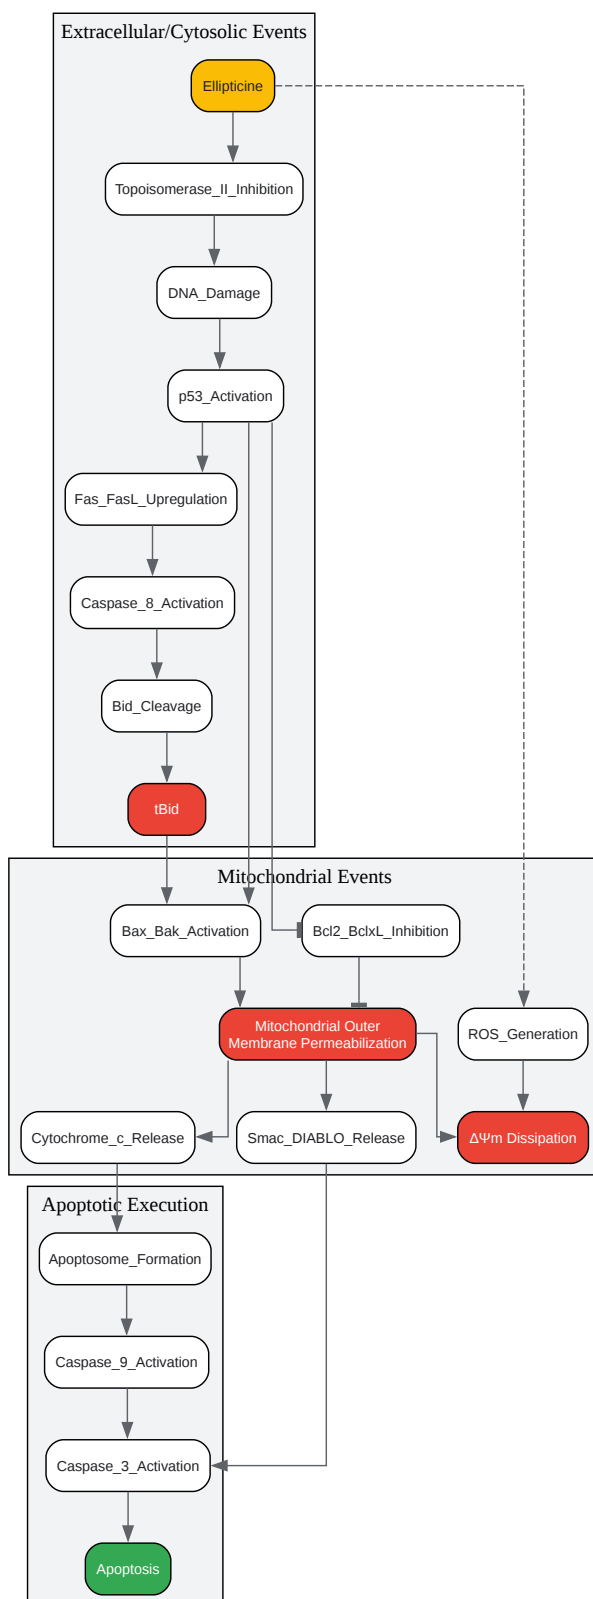 Extracellular/Cytosolic Events
Ellipticine
Topoisomerase_II_Inhibition
DNA_Damage
p53_Activation
Fas_FasL_Upregulation
Caspase_8_Activation
Bid_Cleavage
tBid
Mitochondrial Events
Bax_Bak_Activation
Bcl2_BclxL_Inhibition
Mitochondrial Outer
Membrane Permeabilization
ROS_Generation
Cytochrome_c_Release
Smac_DIABLO_Release
ΔΨm Dissipation
Apoptotic Execution
Apoptosome_Formation
Caspase_9_Activation
Caspase_3_Activation
Apoptosis